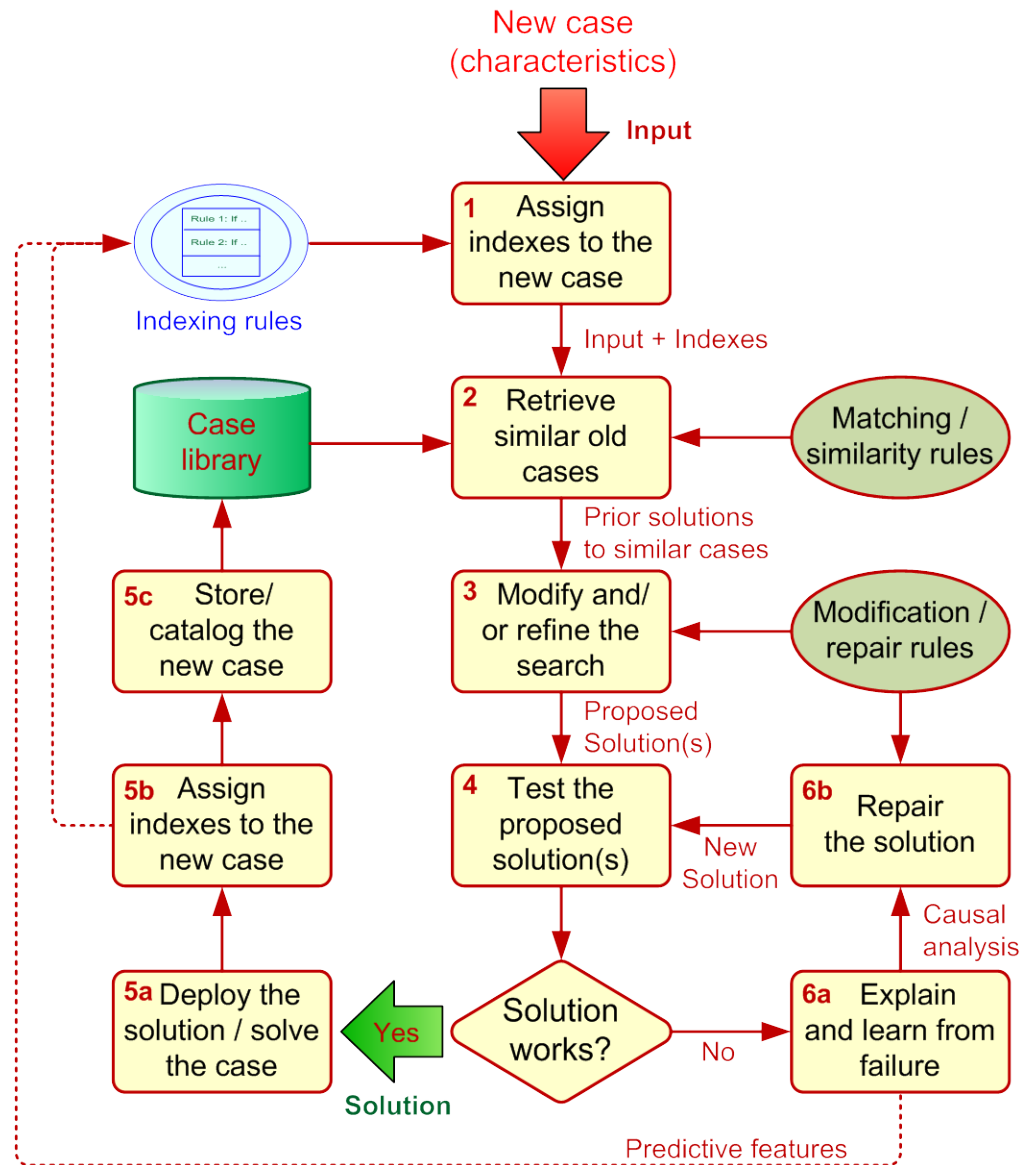 New case
(characteristics)
Input
1 Assign
indexes to the
new case
Rule 1: If ..
Rule 2: If ..
...
Indexing rules
Input + Indexes
Case
library
2 Retrieve
similar old
cases
Matching /
similarity rules
Prior solutions
to similar cases
5c Store/
catalog the
new case
3 Modify and/
or refine the
search
Modification /
repair rules
Proposed
Solution(s)
5b Assign
indexes to the
new case
4 Test the
proposed
solution(s)
6b Repair
the solution
New
Solution
Causal
analysis
5a Deploy the
solution / solve
the case
Yes
Solution
Solution
works?
No
6a Explain
and learn from
failure
Predictive features